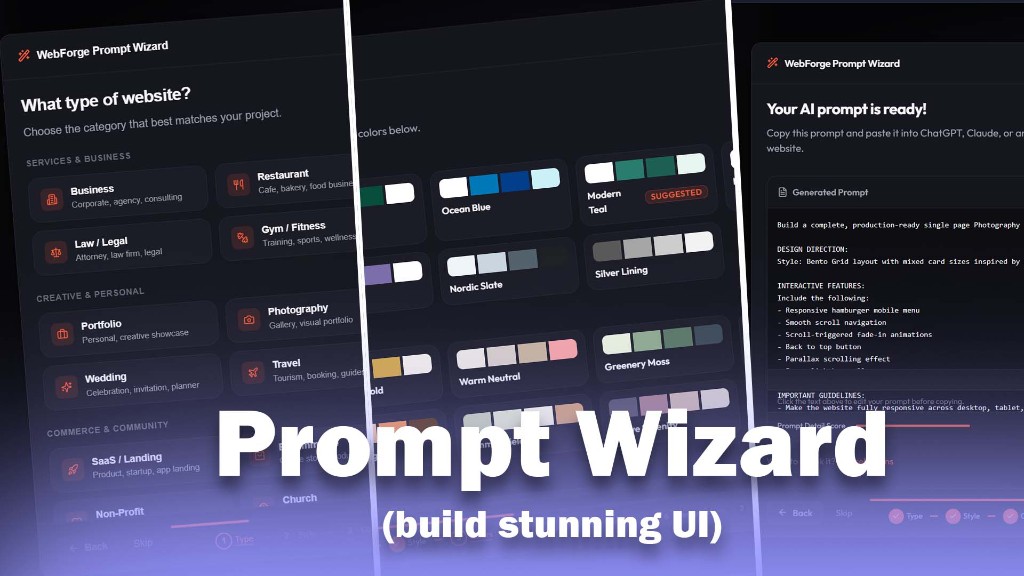 WebForge Prompt Wizard
What type of website?
Choose the category that best matches your project.
SERVICES & BUSINESS
Business
Corporate, agency, consulting
Restaurant
Cafe, bakery, food busine
Law / Legal
Attorney, law firm, legal
Gym / Fitness
Training, sports, wellness
CREATIVE & PERSONAL
Portfolio
Personal, creative showcase
Photography
Gallery, visual portfolio
Wedding
Celebration, invitation, planner
Travel
Tourism, booking, guides
COMMERCE & COMMUNITY
SaaS / Landing
Product, startup, app landing
Non-Profit
Church
Back
Skip
Type
colors below.
Ocean Blue
Modern Teal
SUGGESTED
Nordic Slate
Silver Lining
old
Warm Neutral
Greenery Moss
WebForge Prompt Wizard
Your AI prompt is ready!
Copy this prompt and paste it into ChatGPT, Claude, or an
website.
Generated Prompt
Build a complete, production-ready single page Photography
DESIGN DIRECTION:
Style: Bento Grid layout with mixed card sizes inspired by
INTERACTIVE FEATURES:
Include the following:
- Responsive hamburger mobile menu
- Smooth scroll navigation
- Scroll-triggered fade-in animations
- Back to top button
- Parallax scrolling effect
IMPORTANT GUIDELINES:
Click the text above to edit your prompt before copying.
- Make the website fully responsive across desktop, tablet,
Prompt Detail Score
Back
Skip
Type
Style
Prompt Wizard
(build stunning UI)